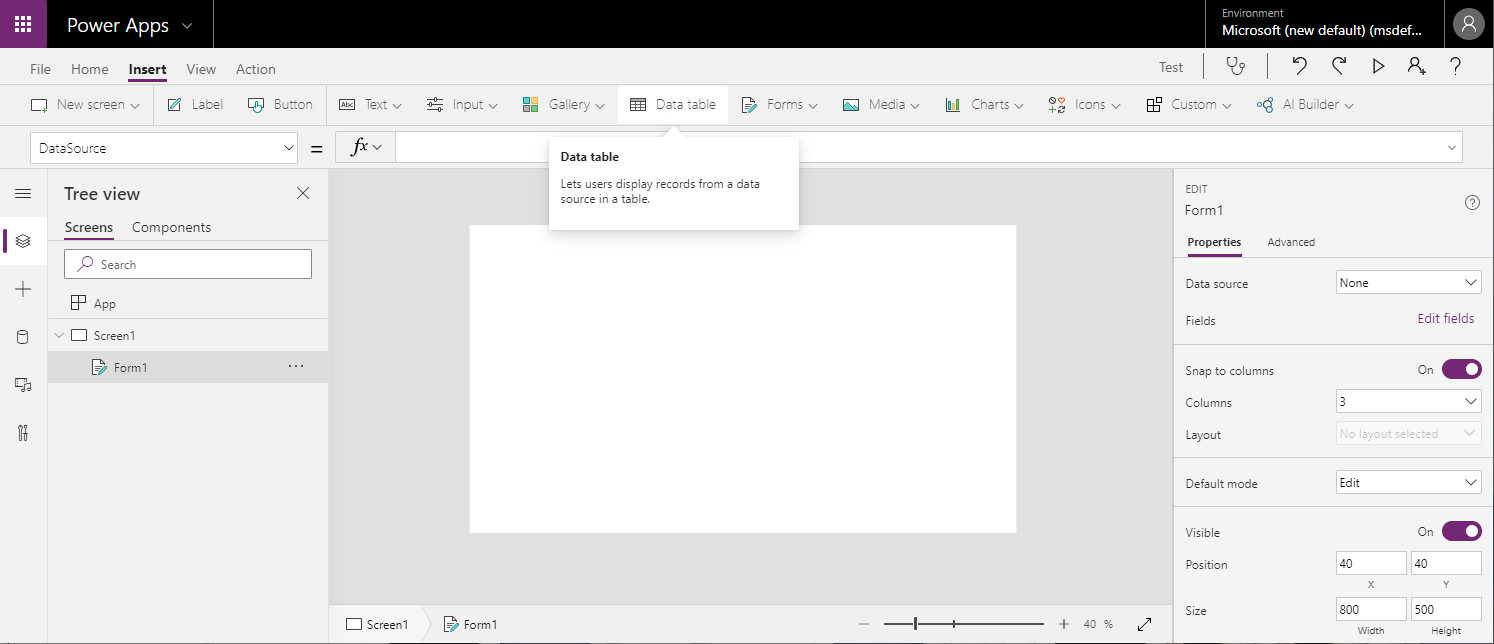 Power Apps
Environment
Microsoft (new default) (msdef...
File Home Insert View Action
Test
New screen Label Button Text Input Gallery Data table Forms Media Charts Icons Custom AI Builder
Abc
DataSource = fx
Data table
Lets users display records from a data
source in a table.
Tree view
Screens Components
Search
App
Screen1
Form1 ...
EDIT
Form1
Properties Advanced
Data source None
Fields Edit fields
Snap to columns On
Columns 3
Layout No layout selected
Default mode Edit
Visible On
Position 40 40
X Y
Size 800 500
Width Height
Screen1 Form1 40 %